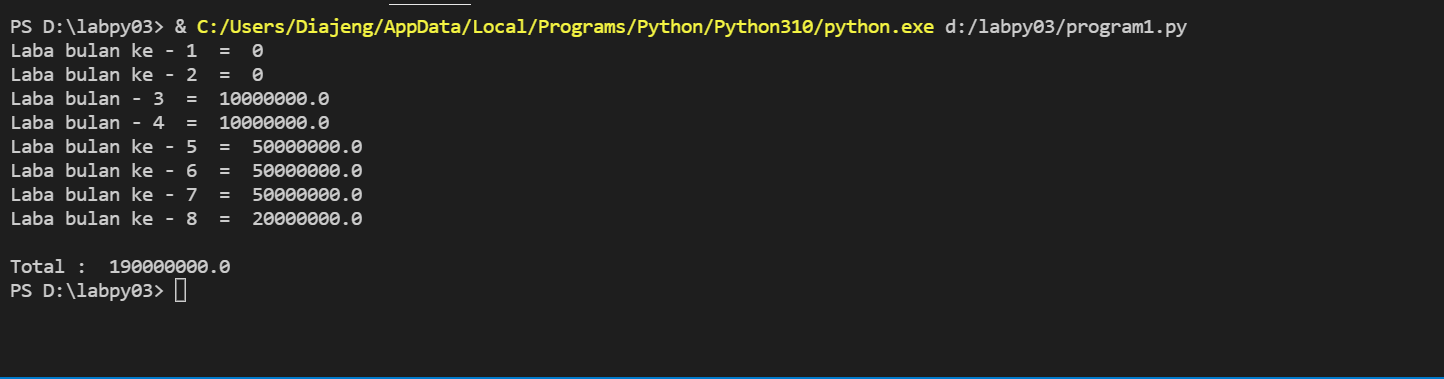 PS D:\labpy03> & C:/Users/Diajeng/AppData/Local/Programs/Python/Python310/python.exe d:/labpy03/program1.py
Laba bulan ke - 1  =  0
Laba bulan ke - 2  =  0
Laba bulan - 3  =  10000000.0
Laba bulan - 4  =  10000000.0
Laba bulan ke - 5  =  50000000.0
Laba bulan ke - 6  =  50000000.0
Laba bulan ke - 7  =  50000000.0
Laba bulan ke - 8  =  20000000.0
Total :  190000000.0
PS D:\labpy03>